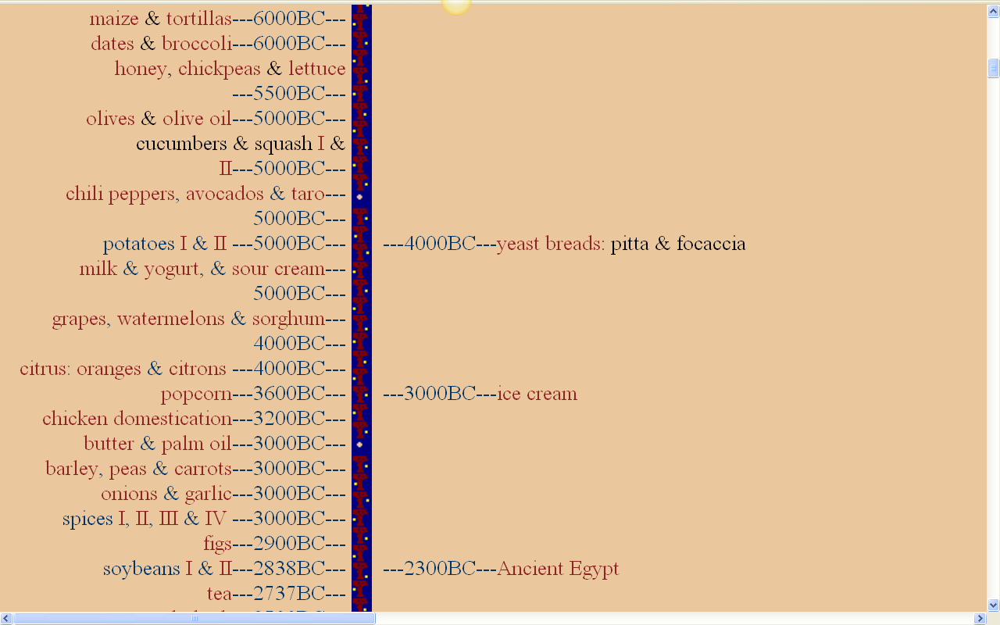 maize & tortillas---6000BC---
dates & broccoli---6000BC---
honey, chickpeas & lettuce
---5500BC---
olives & olive oil---5000BC---
cucumbers & squash I &
II---5000BC---
chili peppers, avocados & taro---
5000BC---
potatoes I & II ---5000BC---
---4000BC---yeast breads: pitta & focaccia
milk & yogurt, & sour cream---
5000BC---
grapes, watermelons & sorghum---
4000BC---
citrus: oranges & citrons ---4000BC---
popcorn---3600BC---
---3000BC---ice cream
chicken domestication---3200BC---
butter & palm oil---3000BC---
barley, peas & carrots---3000BC---
onions & garlic---3000BC---
spices I, II, III & IV ---3000BC---
figs---2900BC---
soybeans I & II---2838BC---
---2300BC---Ancient Egypt
tea---2737BC---